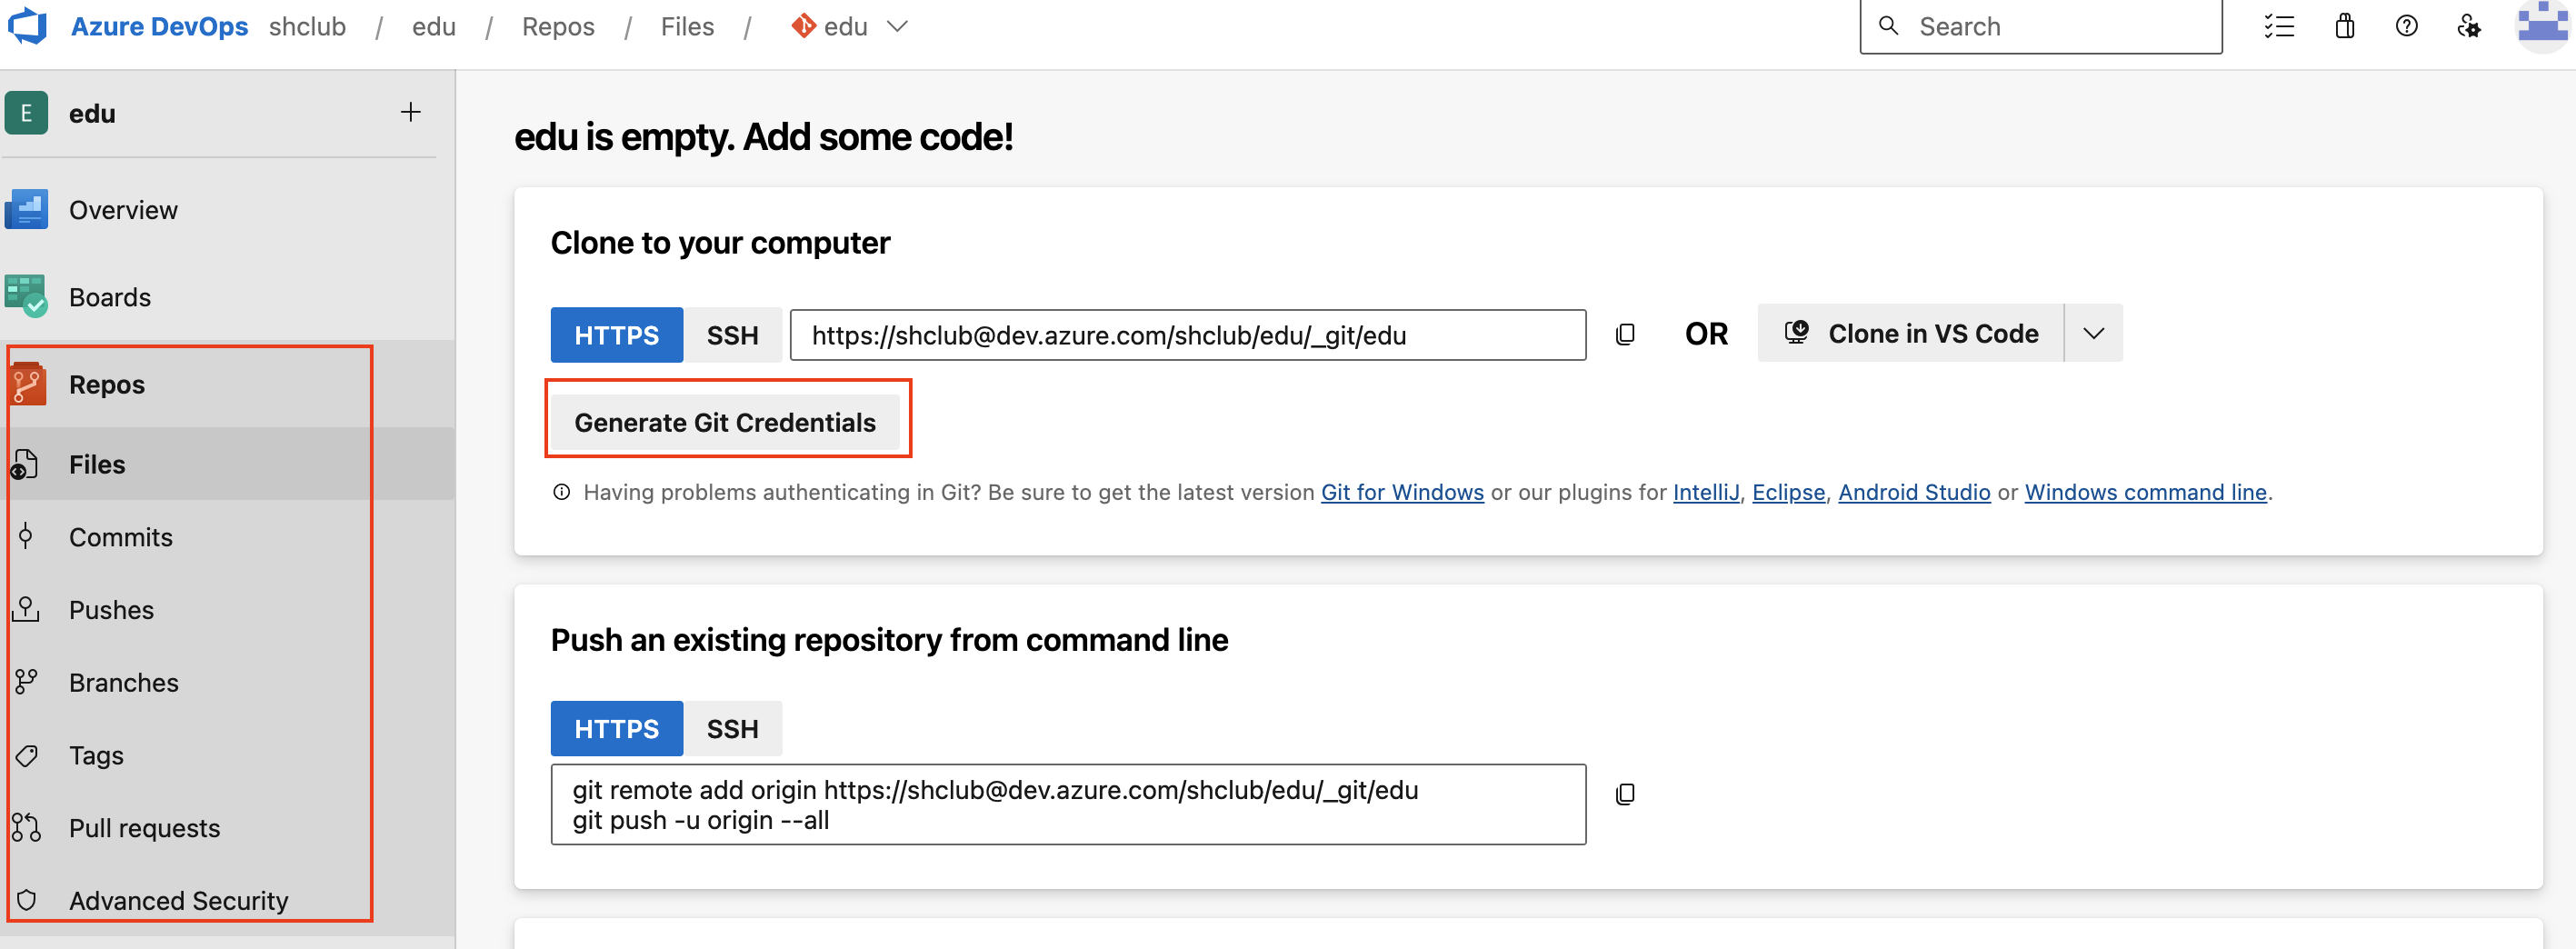 Azure DevOps shclub / edu / Repos / Files / edu
Search
E edu
Overview
Boards
Repos
Files
Commits
Pushes
Branches
Tags
Pull requests
Advanced Security
edu is empty. Add some code!
Clone to your computer
HTTPS SSH https://shclub@dev.azure.com/shclub/edu/_git/edu OR Clone in VS Code
Generate Git Credentials
Having problems authenticating in Git? Be sure to get the latest version Git for Windows or our plugins for IntelliJ, Eclipse, Android Studio or Windows command line.
Push an existing repository from command line
HTTPS SSH
git remote add origin https://shclub@dev.azure.com/shclub/edu/_git/edu
git push -u origin --all